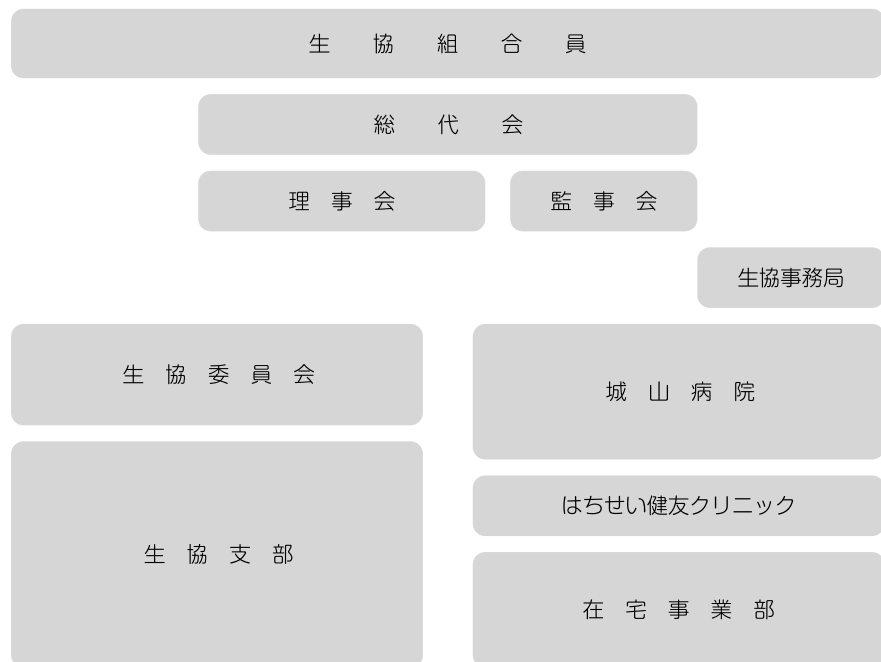 生協組合員
総代会
理事会
監事会
生協事務局
生協委員会
生協支部
城山病院
はちせい健友クリニック
在宅事業部